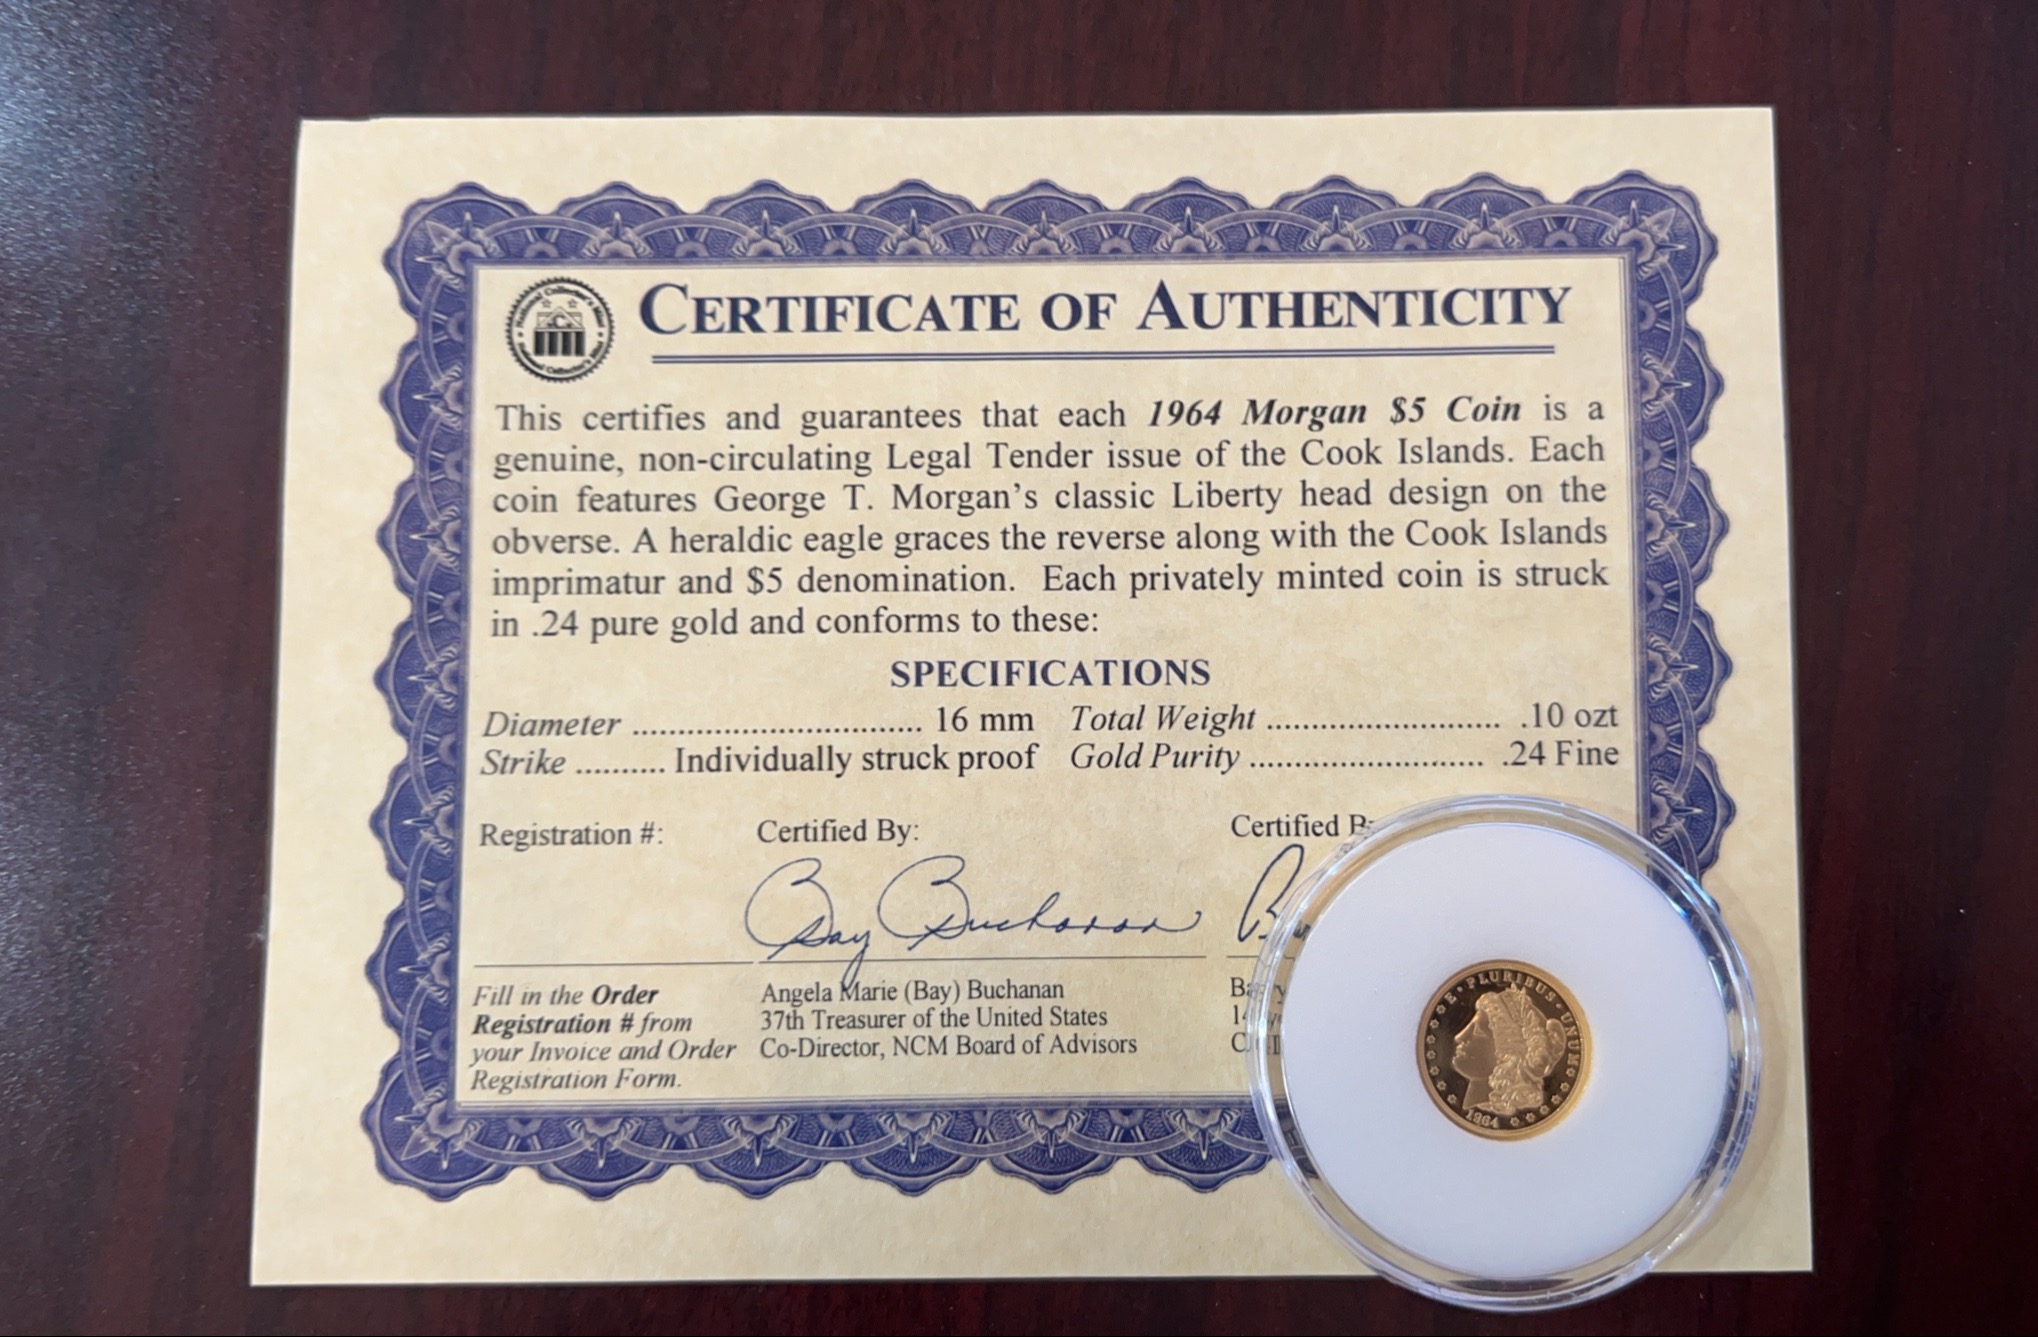 National Collector's Mint
CERTIFICATE OF AUTHENTICITY
This certifies and guarantees that each 1964 Morgan $5 Coin is a
genuine, non-circulating Legal Tender issue of the Cook Islands. Each
coin features George T. Morgan's classic Liberty head design on the
obverse. A heraldic eagle graces the reverse along with the Cook Islands
imprimatur and $5 denomination. Each privately minted coin is struck
in .24 pure gold and conforms to these:
SPECIFICATIONS
Diameter ................................ 16 mm Total Weight .......................... .10 ozt
Strike .......... Individually struck proof Gold Purity .......................... .24 Fine
Registration #: Certified By: Certified
Bay Buchanan
Fill in the Order
Registration # from
your Invoice and Order
Registration Form.
Angela Marie (Bay) Buchanan
37th Treasurer of the United States
Co-Director, NCM Board of Advisors
E·PLURIBUS·UNUM
1964